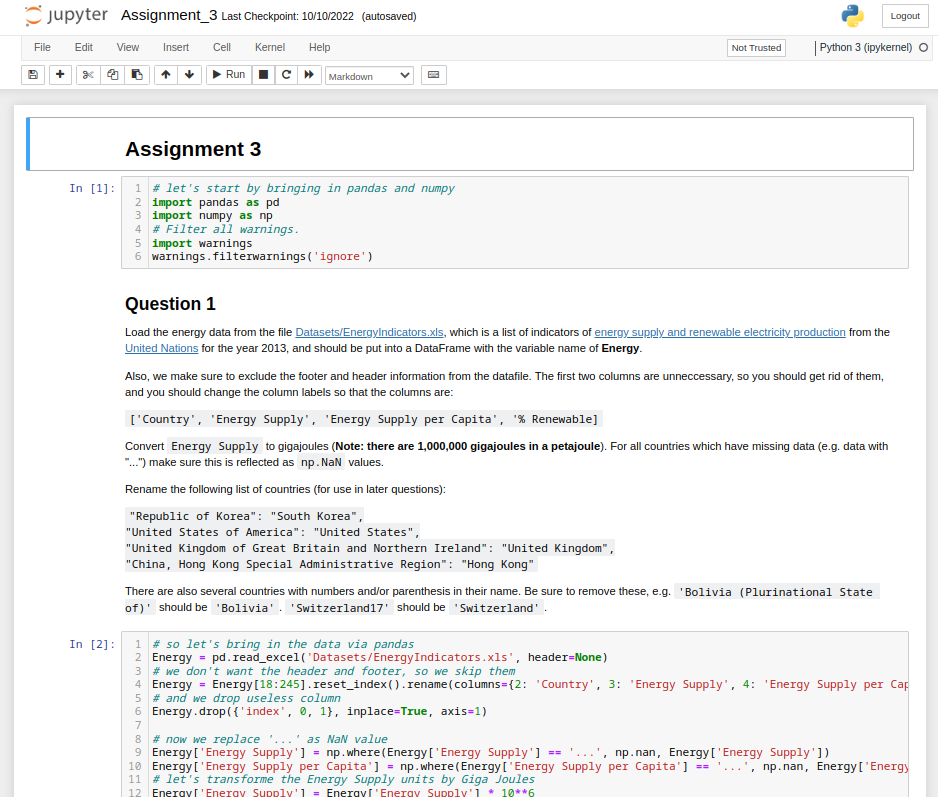 jupyter Assignment_3 Last Checkpoint: 10/10/2022 (autosaved) Logout
File Edit View Insert Cell Kernel Help Not Trusted Python 3 (ipykernel)
Run Markdown
Assignment 3
In [1]:
1 # let's start by bringing in pandas and numpy
2 import pandas as pd
3 import numpy as np
4 # Filter all warnings.
5 import warnings
6 warnings.filterwarnings('ignore')
Question 1
Load the energy data from the file Datasets/EnergyIndicators.xls, which is a list of indicators of energy supply and renewable electricity production from the
United Nations for the year 2013, and should be put into a DataFrame with the variable name of Energy.
Also, we make sure to exclude the footer and header information from the datafile. The first two columns are unneccessary, so you should get rid of them,
and you should change the column labels so that the columns are:
['Country', 'Energy Supply', 'Energy Supply per Capita', '% Renewable]
Convert Energy Supply to gigajoules (Note: there are 1,000,000 gigajoules in a petajoule). For all countries which have missing data (e.g. data with
"...") make sure this is reflected as np.NaN values.
Rename the following list of countries (for use in later questions):
"Republic of Korea": "South Korea",
"United States of America": "United States",
"United Kingdom of Great Britain and Northern Ireland": "United Kingdom",
"China, Hong Kong Special Administrative Region": "Hong Kong"
There are also several countries with numbers and/or parenthesis in their name. Be sure to remove these, e.g. 'Bolivia (Plurinational State
of)' should be 'Bolivia'. 'Switzerland17' should be 'Switzerland'.
In [2]:
1 # so let's bring in the data via pandas
2 Energy = pd.read_excel('Datasets/EnergyIndicators.xls', header=None)
3 # we don't want the header and footer, so we skip them
4 Energy = Energy[18:245].reset_index().rename(columns={2: 'Country', 3: 'Energy Supply', 4: 'Energy Supply per Cap
5 # and we drop useless column
6 Energy.drop({'index', 0, 1}, inplace=True, axis=1)
7
8 # now we replace '...' as NaN value
9 Energy['Energy Supply'] = np.where(Energy['Energy Supply'] == '...', np.nan, Energy['Energy Supply'])
10 Energy['Energy Supply per Capita'] = np.where(Energy['Energy Supply per Capita'] == '...', np.nan, Energy['Energy
11 # let's transforme the Energy Supply units by Giga Joules
12 Energy['Energy Supply'] = Energy['Energy Supply'] * 10**6